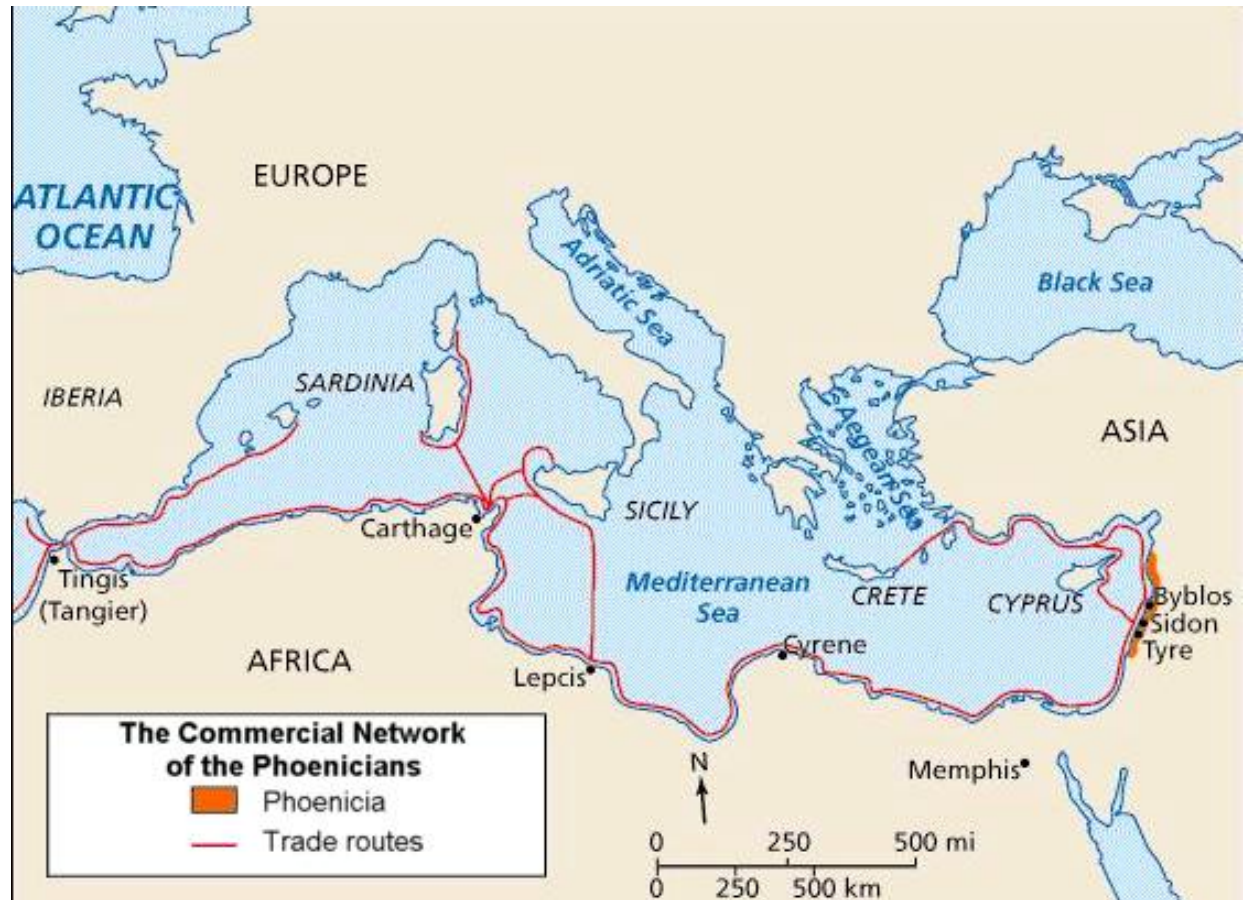 EUROPE
ATLANTIC
OCEAN
Adriatic Sea
Black Sea
IBERIA
SARDINIA
ASIA
Aegean Sea
SICILY
Carthage
Tingis
(Tangier)
Mediterranean
Sea
CRETE
CYPRUS
Byblos
Sidon
Tyre
AFRICA
Lepcis
Cyrene
Memphis
The Commercial Network
of the Phoenicians
Phoenicia
Trade routes
N
0 250 500 mi
0 250 500 km